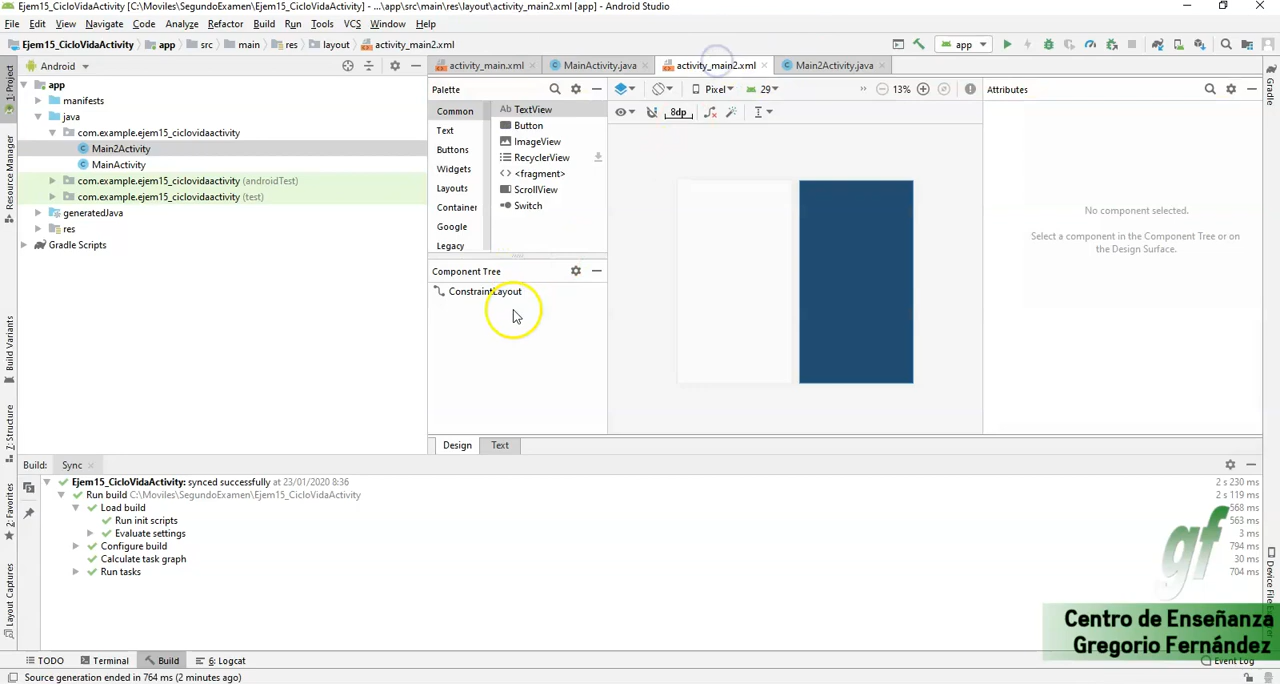 Ejem15_CicloVidaActivity [C:\Moviles\SegundoExamen\Ejem15_CicloVidaActivity] - ...\app\src\main\res\layout\activity_main2.xml [app] - Android Studio
File Edit View Navigate Code Analyze Refactor Build Run Tools VCS Window Help
Ejem15_CicloVidaActivity app src main res layout activity_main2.xml
app
1: Project
Resource Manager
Build Variants
7: Structure
2: Favorites
Layout Captures
Android
app
manifests
java
com.example.ejem15_ciclovidaactivity
Main2Activity
MainActivity
com.example.ejem15_ciclovidaactivity (androidTest)
com.example.ejem15_ciclovidaactivity (test)
generatedJava
res
Gradle Scripts
activity_main.xml MainActivity.java activity_main2.xml Main2Activity.java
Palette
Common
Text
Buttons
Widgets
Layouts
Container
Google
Legacy
Ab TextView
Button
ImageView
RecyclerView
<fragment>
ScrollView
Switch
Component Tree
ConstraintLayout
Pixel 29 13%
8dp
Design Text
Attributes
No component selected.
Select a component in the Component Tree or on
the Design Surface.
Gradle
Build: Sync
Ejem15_CicloVidaActivity: synced successfully at 23/01/2020 8:36 2 s 230 ms
Run build C:\Moviles\SegundoExamen\Ejem15_CicloVidaActivity 2 s 119 ms
Load build 568 ms
Run init scripts 563 ms
Evaluate settings 3 ms
Configure build 794 ms
Calculate task graph 30 ms
Run tasks 704 ms
gf
Centro de Enseñanza
Gregorio Fernández
TODO Terminal Build 6: Logcat Event Log
Source generation ended in 764 ms (2 minutes ago)